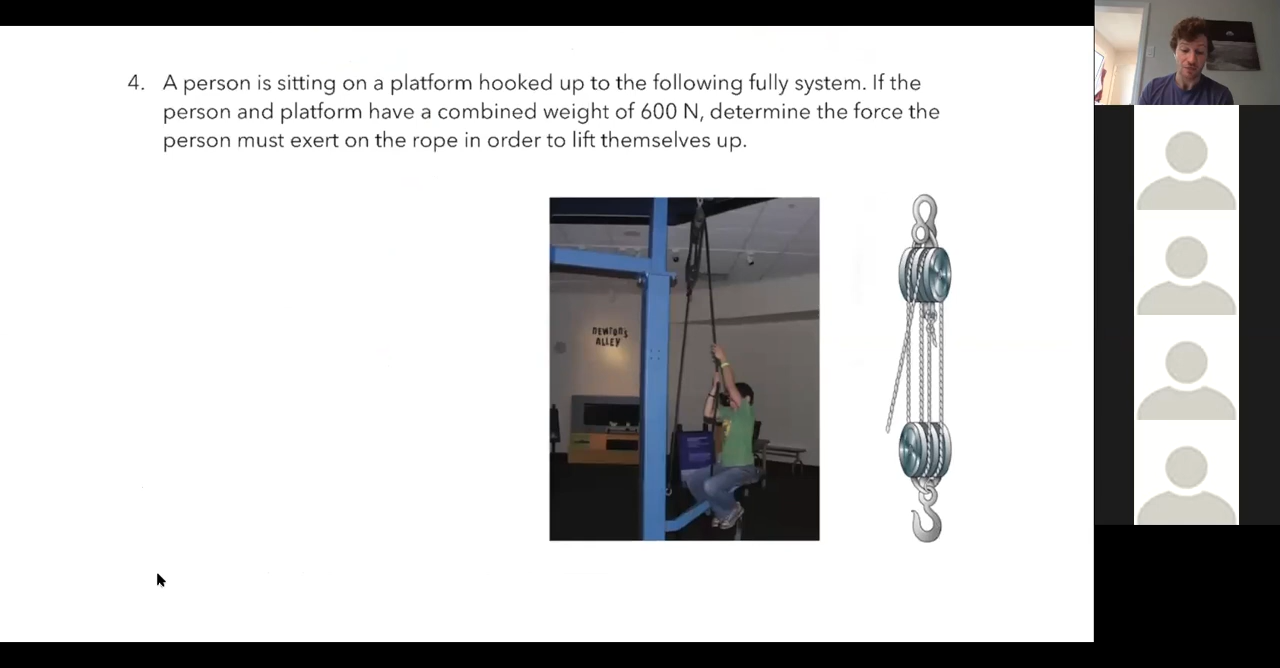 4. A person is sitting on a platform hooked up to the following fully system. If the
person and platform have a combined weight of 600 N, determine the force the
person must exert on the rope in order to lift themselves up.
NEWTON'S
ALLEY